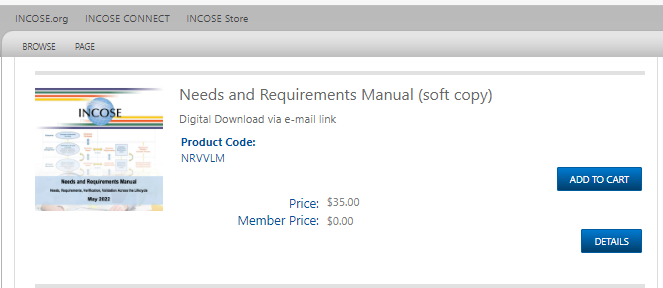 INCOSE.org INCOSE CONNECT INCOSE Store
BROWSE PAGE
INCOSE
Needs and Requirements Manual
Needs, Requirements, Verification, Validation Across the Lifecycle
May 2022
Needs and Requirements Manual (soft copy)
Digital Download via e-mail link
Product Code:
NRVVLM
ADD TO CART
Price: $35.00
Member Price: $0.00
DETAILS